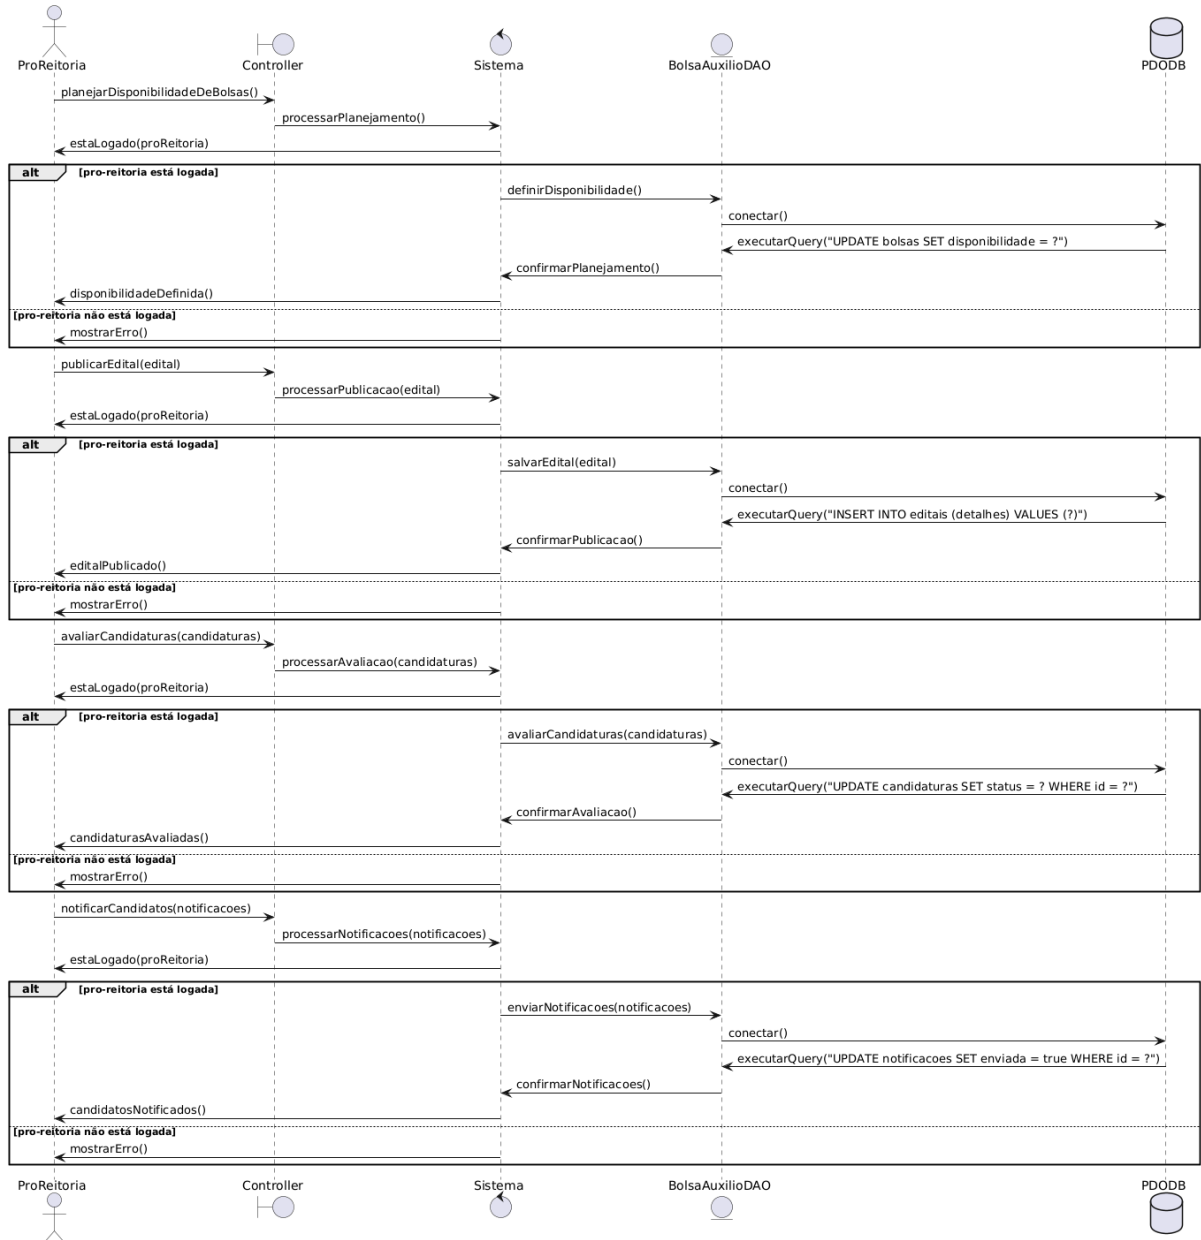 ProReitoria Controller Sistema BolsaAuxilioDAO PDODB
planejarDisponibilidadeDeBolsas()
processarPlanejamento()
estaLogado(proReitoria)
alt [pro-reitoria está logada]
definirDisponibilidade()
conectar()
executarQuery("UPDATE bolsas SET disponibilidade = ?")
confirmarPlanejamento()
disponibilidadeDefinida()
[pro-reitoria não está logada]
mostrarErro()
publicarEdital(edital)
processarPublicacao(edital)
estaLogado(proReitoria)
alt [pro-reitoria está logada]
salvarEdital(edital)
conectar()
executarQuery("INSERT INTO editais (detalhes) VALUES (?)")
confirmarPublicacao()
editalPublicado()
[pro-reitoria não está logada]
mostrarErro()
avaliarCandidaturas(candidaturas)
processarAvaliacao(candidaturas)
estaLogado(proReitoria)
alt [pro-reitoria está logada]
avaliarCandidaturas(candidaturas)
conectar()
executarQuery("UPDATE candidaturas SET status = ? WHERE id = ?")
confirmarAvaliacao()
candidaturasAvaliadas()
[pro-reitoria não está logada]
mostrarErro()
notificarCandidatos(notificacoes)
processarNotificacoes(notificacoes)
estaLogado(proReitoria)
alt [pro-reitoria está logada]
enviarNotificacoes(notificacoes)
conectar()
executarQuery("UPDATE notificacoes SET enviada = true WHERE id = ?")
confirmarNotificacoes()
candidatosNotificados()
[pro-reitoria não está logada]
mostrarErro()
ProReitoria Controller Sistema BolsaAuxilioDAO PDODB